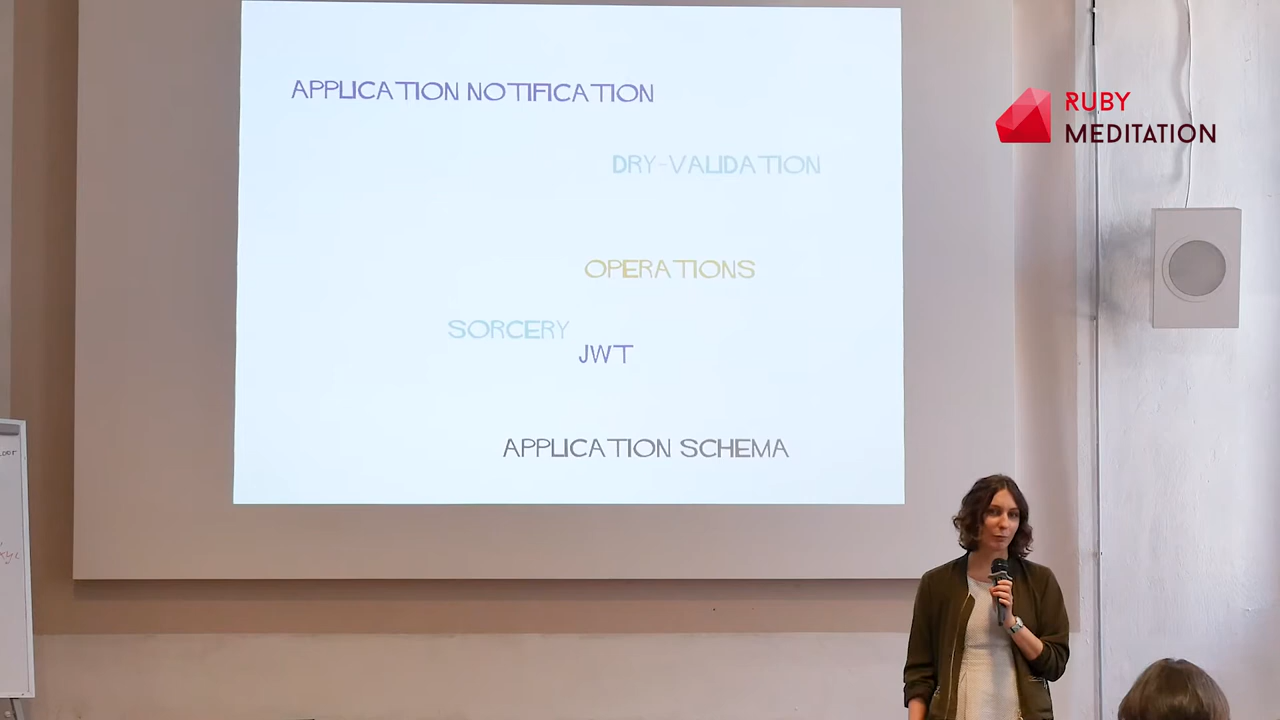 APPLICATION NOTIFICATION
RUBY
MEDITATION
DRY-VALIDATION
OPERATIONS
SORCERY
JWT
APPLICATION SCHEMA